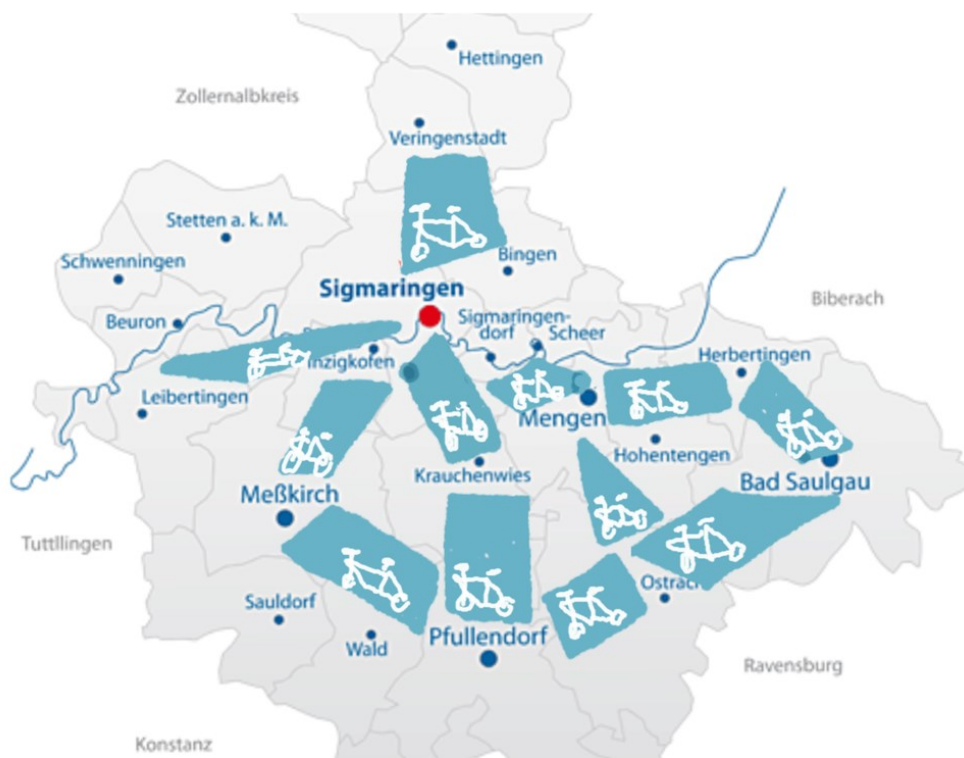 Hettingen
Zollernalbkreis
Veringenstadt
Stetten a. k. M.
Bingen
Schwenningen
Sigmaringen
Biberach
Beuron
Sigmaringen-
dorf
Scheer
Inzigkofen
Herbertingen
Leibertingen
Mengen
Hohentengen
Krauchenwies
Bad Saulgau
Meßkirch
Tuttllingen
Ostrach
Sauldorf
Pfullendorf
Wald
Ravensburg
Konstanz